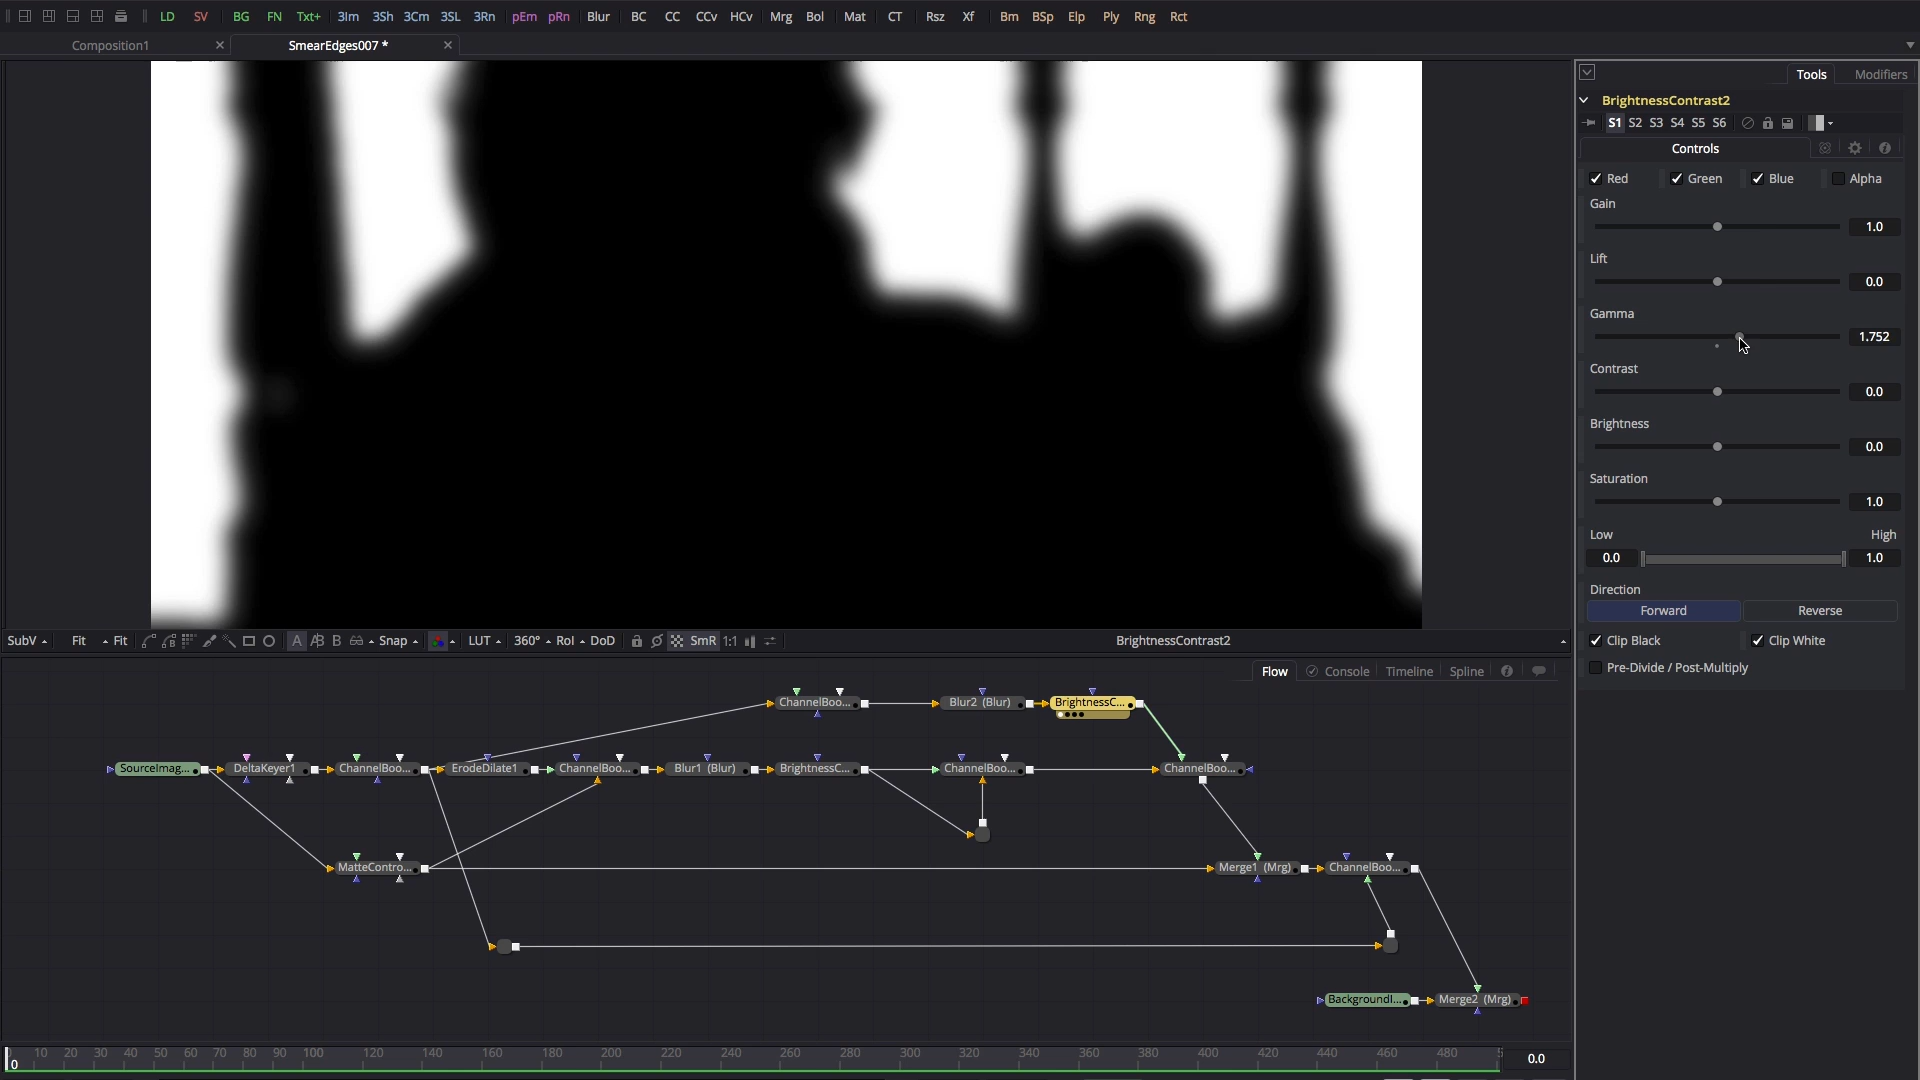 LD SV BG FN Txt+ 3Im 3Sh 3Cm 3SL 3Rn pEm pRn Blur BC CC CCv HCv Mrg Bol Mat CT Rsz Xf Bm BSp Elp Ply Rng Rct
Composition1 SmearEdges007 *
Tools Modifiers
BrightnessContrast2
S1 S2 S3 S4 S5 S6
Controls
Red Green Blue Alpha
Gain
1.0
Lift
0.0
Gamma
1.752
Contrast
0.0
Brightness
0.0
Saturation
1.0
Low High
0.0 1.0
Direction
Forward Reverse
Clip Black Clip White
Pre-Divide / Post-Multiply
SubV Fit Fit A B Snap LUT 360° RoI DoD SmR 1:1 BrightnessContrast2
Flow Console Timeline Spline
ChannelBoo... Blur2 (Blur) BrightnessC...
SourceImag... DeltaKeyer1 ChannelBoo... ErodeDilate1 ChannelBoo... Blur1 (Blur) BrightnessC... ChannelBoo... ChannelBoo...
MatteContro... Merge1 (Mrg) ChannelBoo...
BackgroundI... Merge2 (Mrg)
10 20 30 40 50 60 70 80 90 100 120 140 160 180 200 220 240 260 280 300 320 340 360 380 400 420 440 460 480
0 0.0